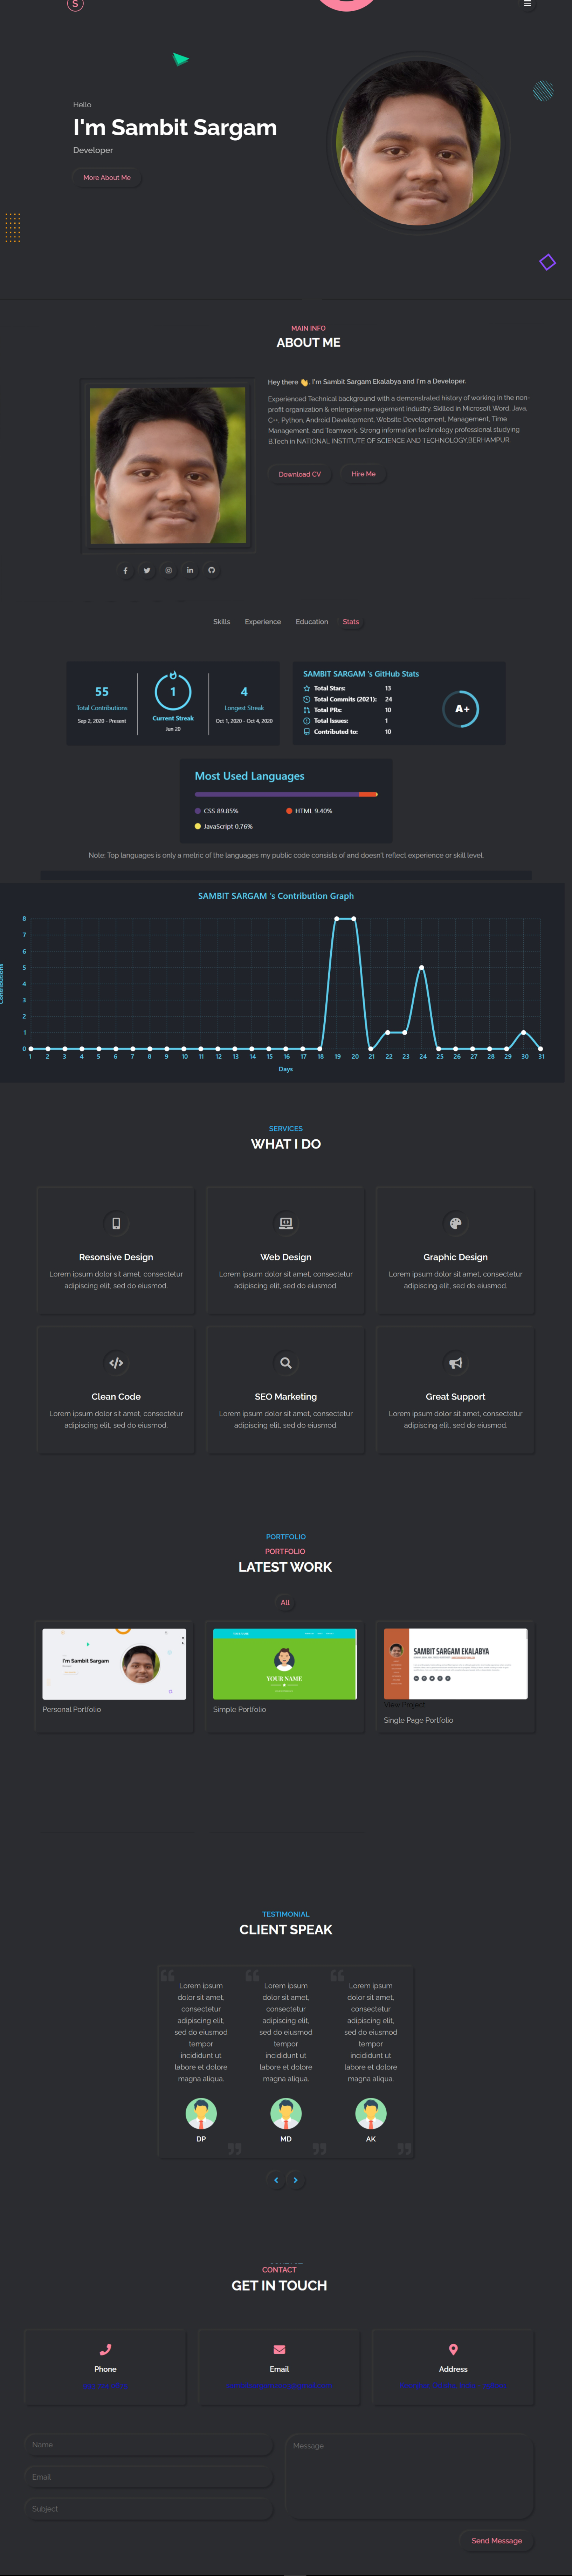 S
Hello
I'm Sambit Sargam
Developer
More About Me
MAIN INFO
ABOUT ME
Hey there 👋, I'm Sambit Sargam Ekalabya and I'm a Developer.
Experienced Technical background with a demonstrated history of working in the non-
profit organization & enterprise management industry. Skilled in Microsoft Word, Java,
C++, Python, Android Development, Website Development, Management, Time
Management, and Teamwork. Strong information technology professional studying
B.Tech in NATIONAL INSTITUTE OF SCIENCE AND TECHNOLOGY,BERHAMPUR.
Download CV Hire Me
Skills Experience Education Stats
55
Total Contributions
Sep 2, 2020 - Present
1
Current Streak
Jun 20
4
Longest Streak
Oct 1, 2020 - Oct 4, 2020
SAMBIT SARGAM 's GitHub Stats
Total Stars: 13
Total Commits (2021): 24
Total PRs: 10
Total Issues: 1
Contributed to: 10
A+
Most Used Languages
CSS 89.85% HTML 9.40%
JavaScript 0.76%
Note: Top languages is only a metric of the languages my public code consists of and doesn't reflect experience or skill level.
SAMBIT SARGAM 's Contribution Graph
Contributions
8
7
6
5
4
3
2
1
0
1 2 3 4 5 6 7 8 9 10 11 12 13 14 15 16 17 18 19 20 21 22 23 24 25 26 27 28 29 30 31
Days
SERVICES
WHAT I DO
Resonsive Design
Lorem ipsum dolor sit amet, consectetur
adipiscing elit, sed do eiusmod.
Web Design
Lorem ipsum dolor sit amet, consectetur
adipiscing elit, sed do eiusmod.
Graphic Design
Lorem ipsum dolor sit amet, consectetur
adipiscing elit, sed do eiusmod.
Clean Code
Lorem ipsum dolor sit amet, consectetur
adipiscing elit, sed do eiusmod.
SEO Marketing
Lorem ipsum dolor sit amet, consectetur
adipiscing elit, sed do eiusmod.
Great Support
Lorem ipsum dolor sit amet, consectetur
adipiscing elit, sed do eiusmod.
PORTFOLIO
PORTFOLIO
LATEST WORK
All
I'm Sambit Sargam
Personal Portfolio
YOUR NAME
Simple Portfolio
SAMBIT SARGAM EKALABYA
View Project
Single Page Portfolio
TESTIMONIAL
CLIENT SPEAK
Lorem ipsum
dolor sit amet,
consectetur
adipiscing elit,
sed do eiusmod
tempor
incididunt ut
labore et dolore
magna aliqua.
DP
Lorem ipsum
dolor sit amet,
consectetur
adipiscing elit,
sed do eiusmod
tempor
incididunt ut
labore et dolore
magna aliqua.
MD
Lorem ipsum
dolor sit amet,
consectetur
adipiscing elit,
sed do eiusmod
tempor
incididunt ut
labore et dolore
magna aliqua.
AK
CONTACT
GET IN TOUCH
Phone
Email
Address
Name
Email
Subject
Message
Send Message